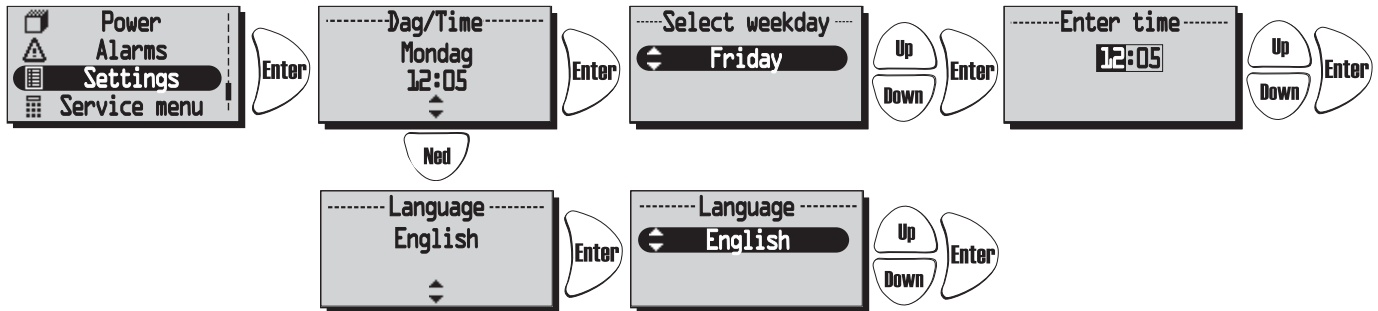 Power
Alarms
Settings
Service menu
Enter
Dag/Time
Mondag
12:05
Enter
Select weekday
Friday
Up
Down
Enter
Enter time
12:05
Up
Down
Enter
Ned
Language
English
Enter
Language
English
Up
Down
Enter